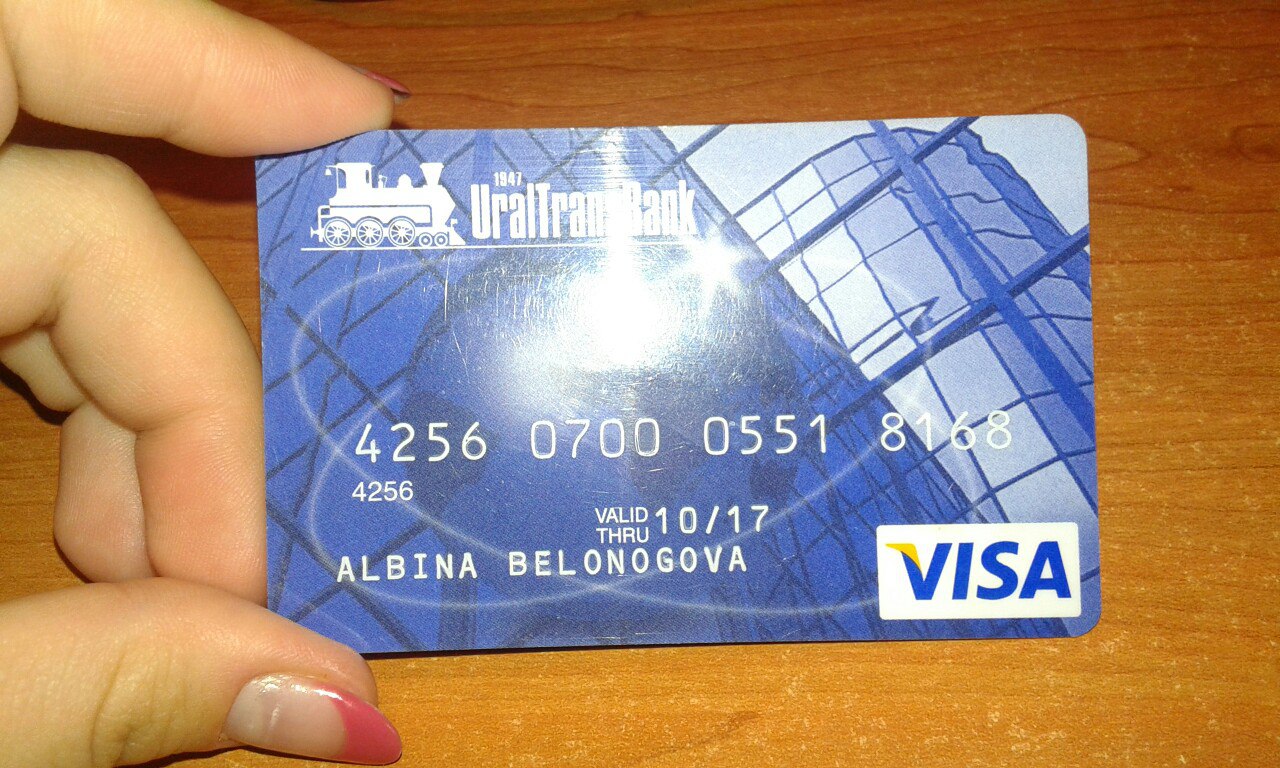 1947
UralTransBank
4256 0700 0551 8168
4256
VALID THRU 10/17
ALBINA BELONOGOVA
VISA